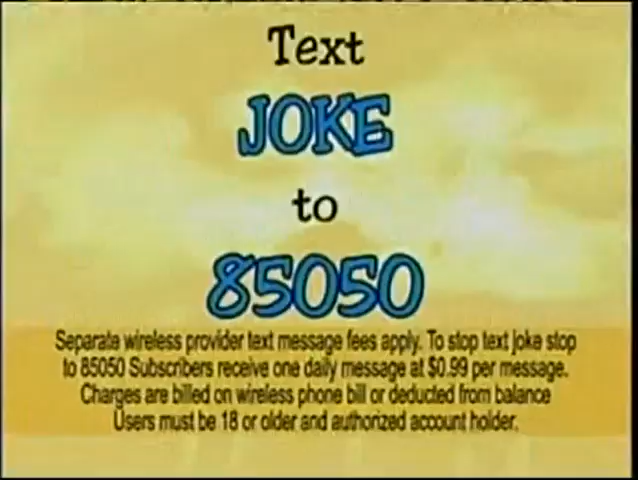 Text
JOKE
to
85050
Separate wireless provider text message fees apply. To stop text joke stop
to 85050 Subscribers receive one daily message at $0.99 per message.
Charges are billed on wireless phone bill or deducted from balance
Users must be 18 or older and authorized account holder.